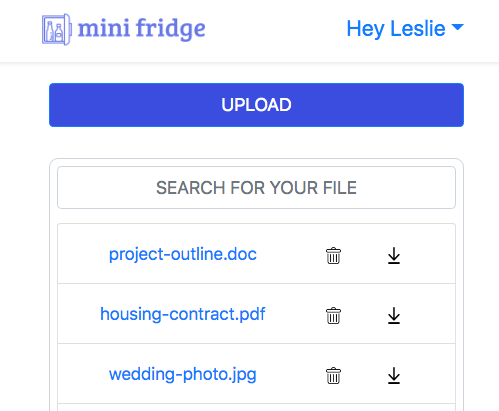 mini fridge
Hey Leslie
UPLOAD
SEARCH FOR YOUR FILE
project-outline.doc
housing-contract.pdf
wedding-photo.jpg